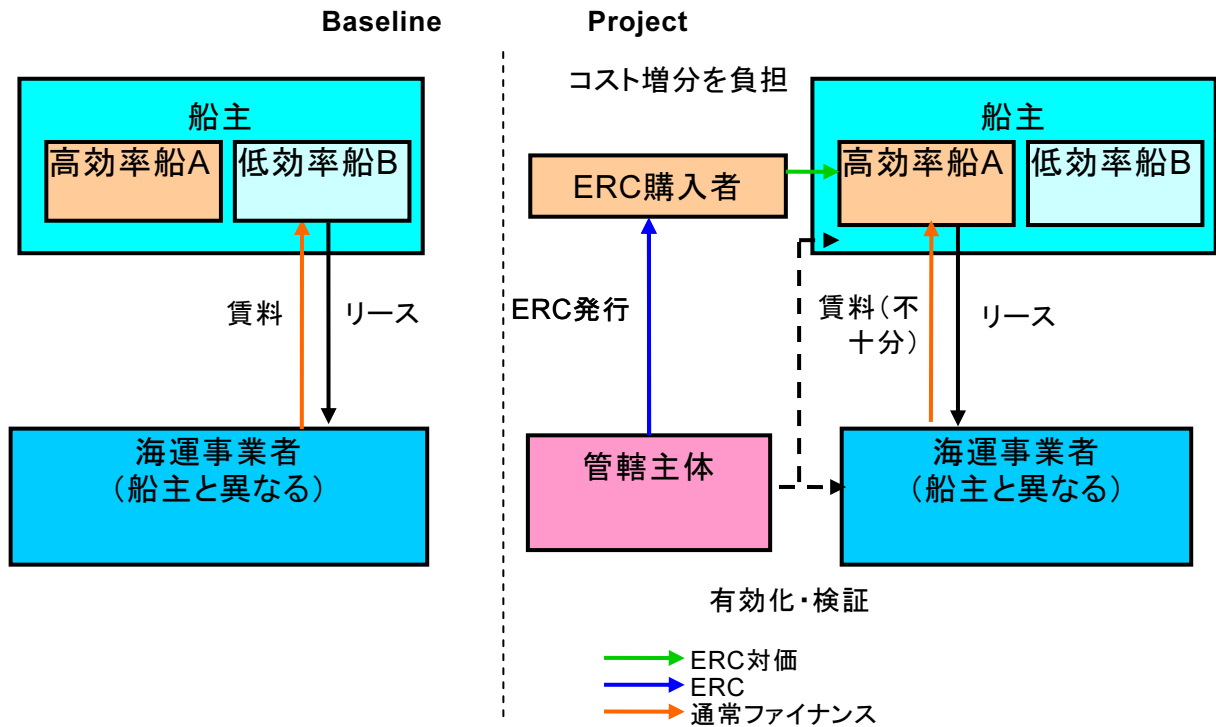 Baseline
Project
船主
高効率船A
低効率船B
賃料
リース
海運事業者
(船主と異なる)
コスト増分を負担
ERC購入者
船主
高効率船A
低効率船B
ERC発行
賃料(不
十分)
リース
管轄主体
海運事業者
(船主と異なる)
有効化・検証
ERC対価
ERC
通常ファイナンス